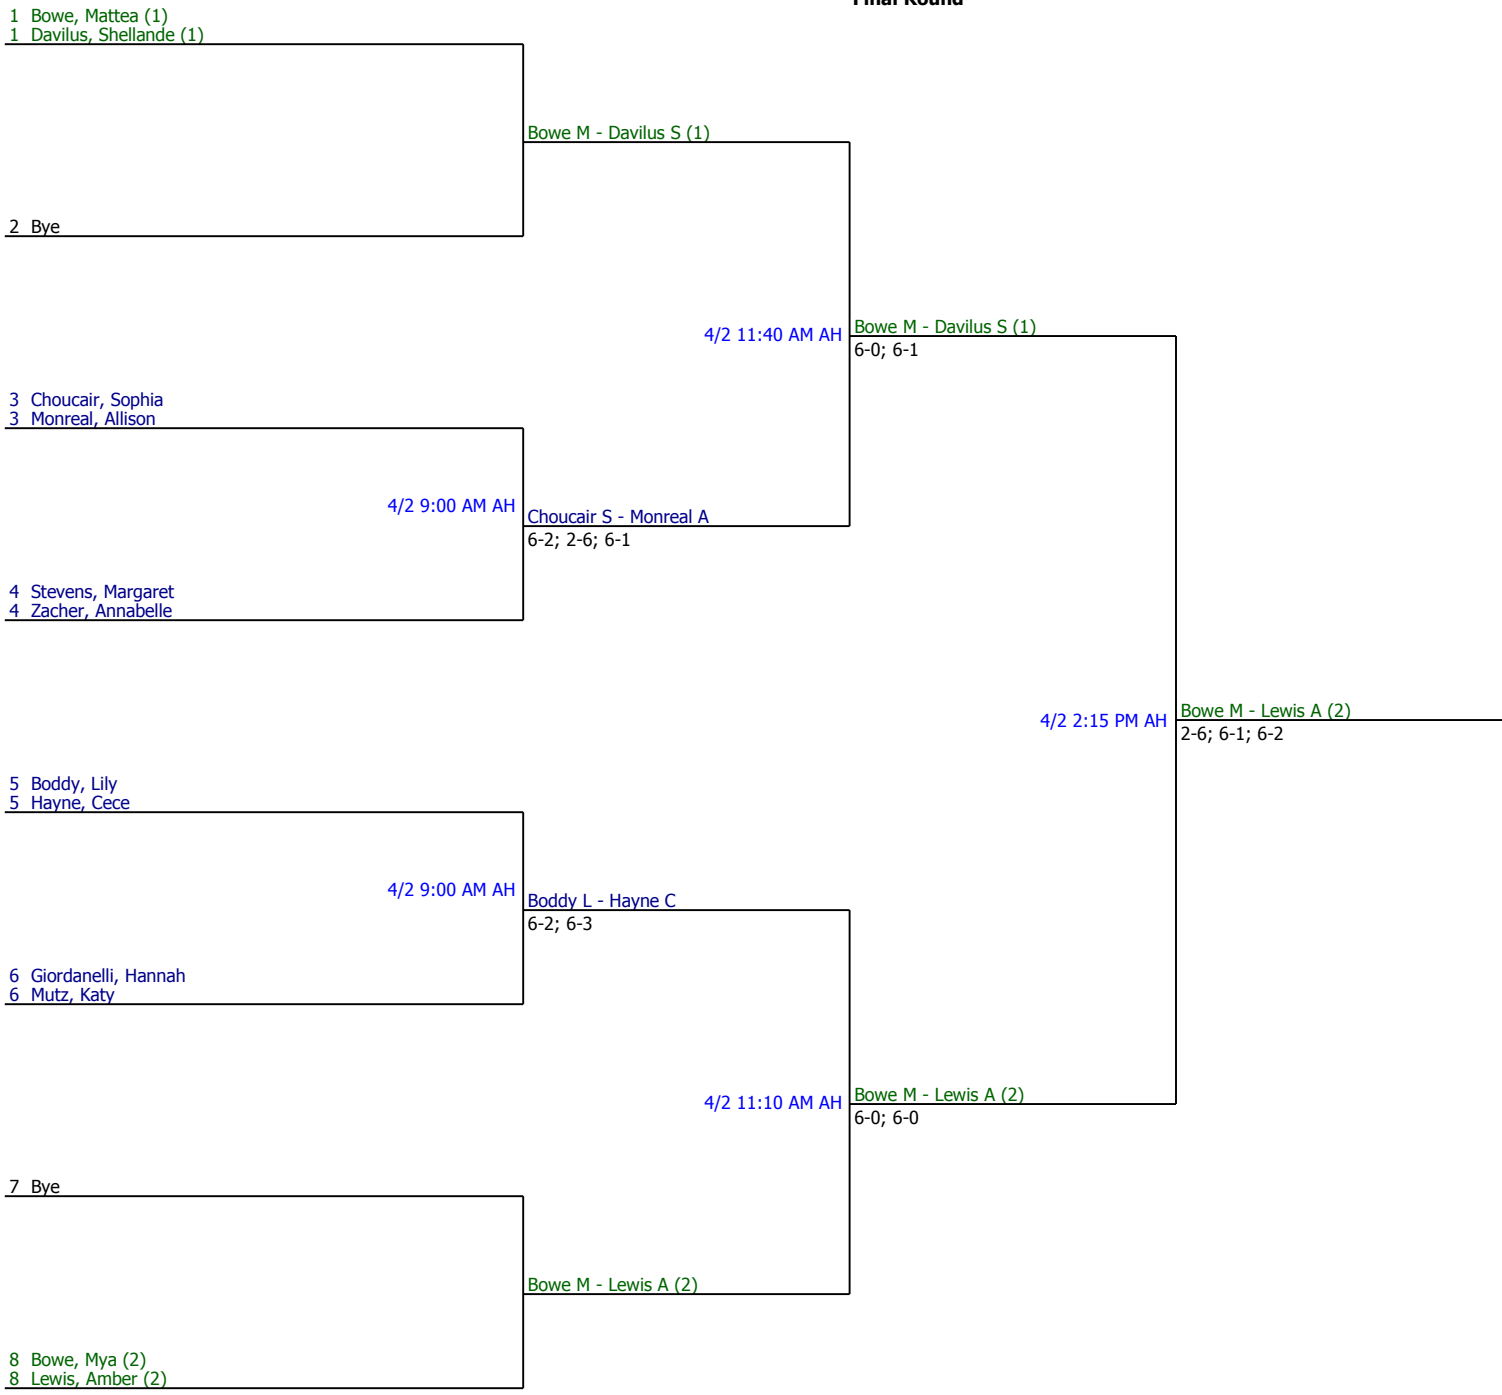 Final Round
1 Bowe, Mattea (1)
1 Davilus, Shellande (1)
Bowe M - Davilus S (1)
2 Bye
4/2 11:40 AM AH
Bowe M - Davilus S (1)
6-0; 6-1
3 Choucair, Sophia
3 Monreal, Allison
4/2 9:00 AM AH
Choucair S - Monreal A
6-2; 2-6; 6-1
4 Stevens, Margaret
4 Zacher, Annabelle
4/2 2:15 PM AH
Bowe M - Lewis A (2)
2-6; 6-1; 6-2
5 Boddy, Lily
5 Hayne, Cece
4/2 9:00 AM AH
Boddy L - Hayne C
6-2; 6-3
6 Giordanelli, Hannah
6 Mutz, Katy
4/2 11:10 AM AH
Bowe M - Lewis A (2)
6-0; 6-0
7 Bye
Bowe M - Lewis A (2)
8 Bowe, Mya (2)
8 Lewis, Amber (2)